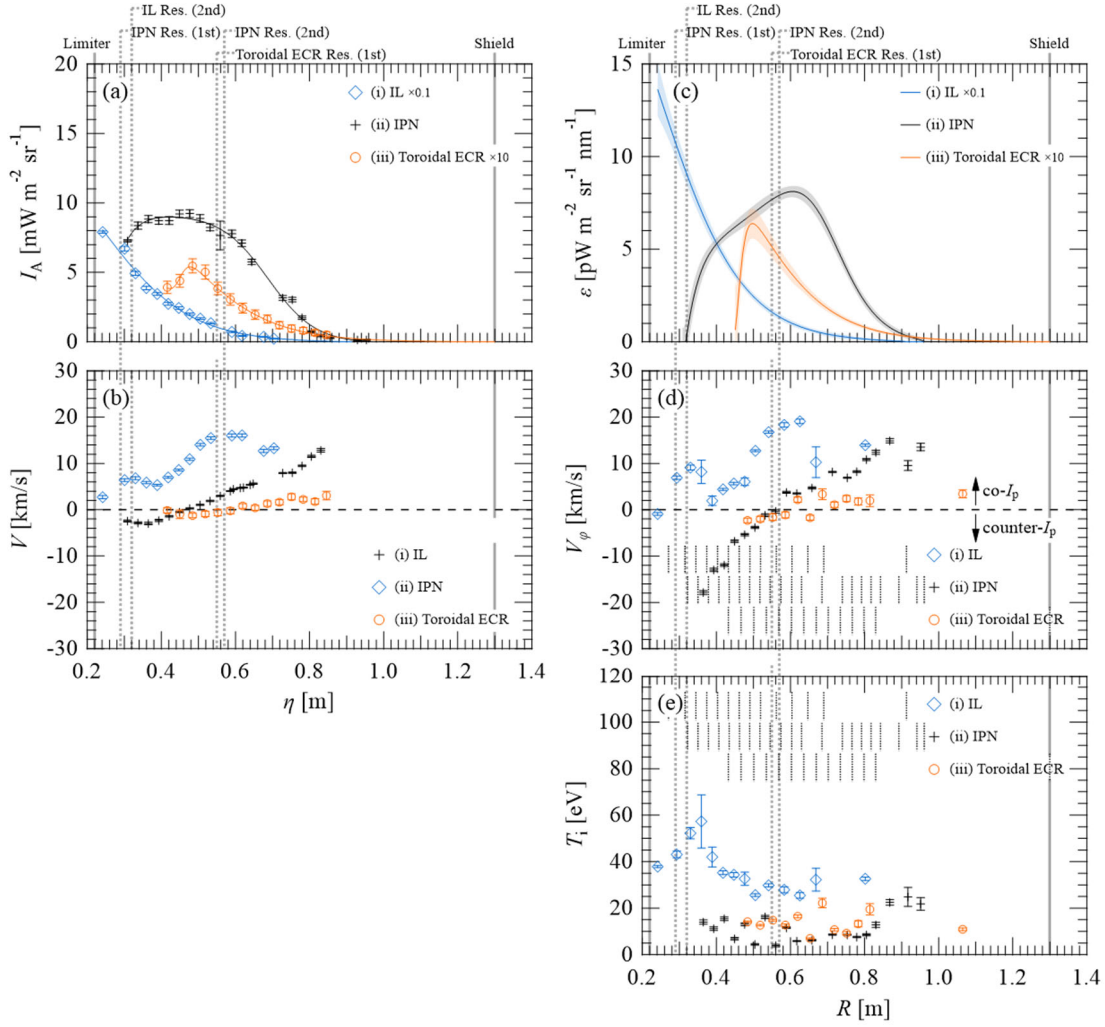 IL Res. (2nd)
IPN Res. (1st)
IPN Res. (2nd)
Limiter
Toroidal ECR Res. (1st)
Shield
20
15
10
5
0
I_A [mW m⁻² sr⁻¹]
(a)
(i) IL ×0.1
(ii) IPN
(iii) Toroidal ECR ×10
30
20
10
0
-10
-20
-30
V [km/s]
(b)
(i) IL
(ii) IPN
(iii) Toroidal ECR
0.2 0.4 0.6 0.8 1.0 1.2 1.4
η [m]
IL Res. (2nd)
IPN Res. (1st)
IPN Res. (2nd)
Limiter
Toroidal ECR Res. (1st)
Shield
15
10
5
0
ε [pW m⁻² sr⁻¹ nm⁻¹]
(c)
(i) IL ×0.1
(ii) IPN
(iii) Toroidal ECR ×10
30
20
10
0
-10
-20
-30
V_φ [km/s]
(d)
co-I_p
counter-I_p
(i) IL
(ii) IPN
(iii) Toroidal ECR
120
100
80
60
40
20
0
T_i [eV]
(e)
(i) IL
(ii) IPN
(iii) Toroidal ECR
0.2 0.4 0.6 0.8 1.0 1.2 1.4
R [m]